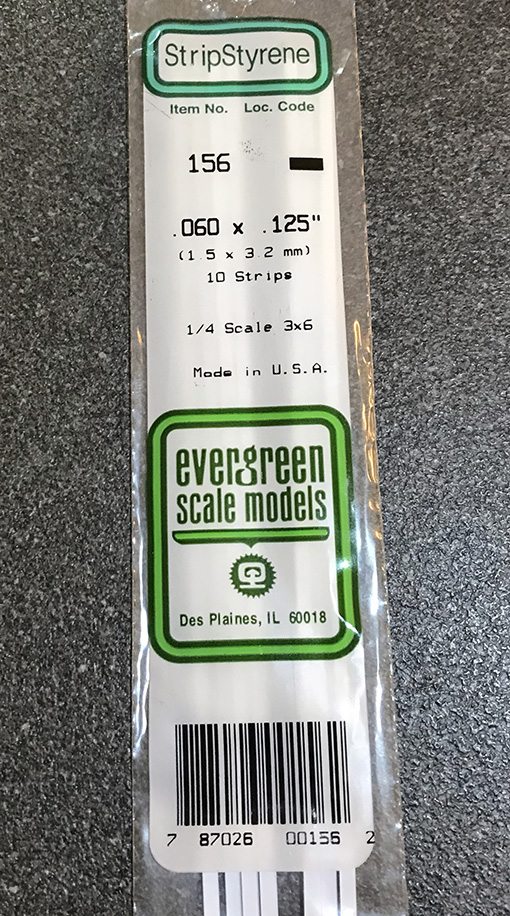 StripStyrene
Item No. Loc. Code
156
.060 x .125"
(1.5 x 3.2 mm)
10 Strips
1/4 Scale 3x6
Made in U.S.A.
evergreen
scale models
Des Plaines, IL 60018
7 87026 00156 2